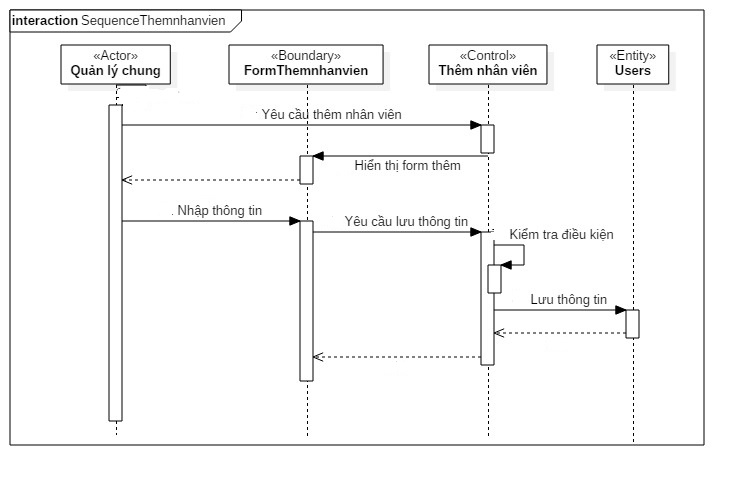 interaction SequenceThemnhanvien
«Actor»
Quản lý chung
«Boundary»
FormThemnhanvien
«Control»
Thêm nhân viên
«Entity»
Users
Yêu cầu thêm nhân viên
Hiển thị form thêm
Nhập thông tin
Yêu cầu lưu thông tin
Kiểm tra điều kiện
Lưu thông tin